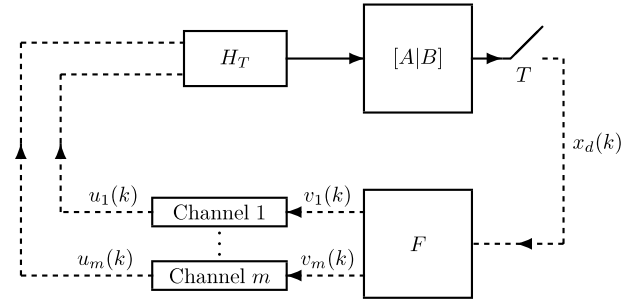 H_T
[A|B]
T
x_d(k)
u_1(k)
Channel 1
v_1(k)
F
u_m(k)
Channel m
v_m(k)